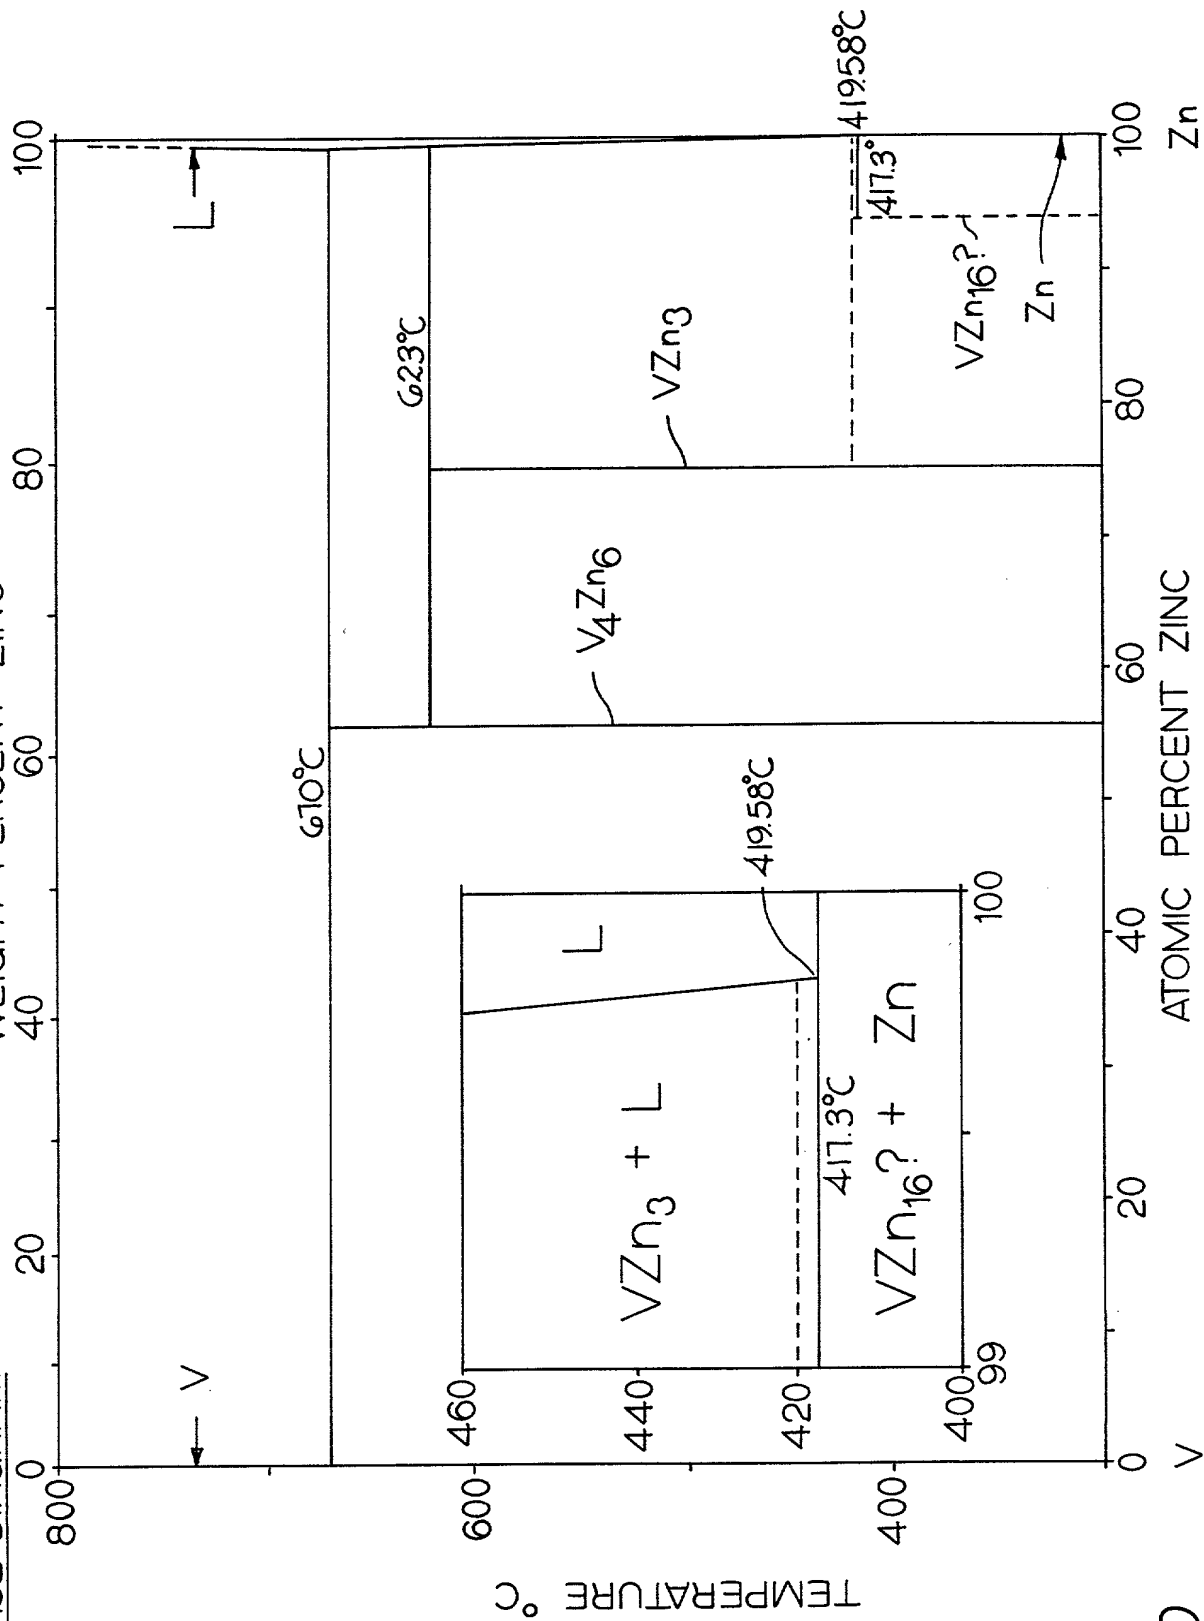 WEIGHT PERCENT ZINC
0 20 40 60 80 100
800
V
L
670°C
623°C
600
V4Zn6
VZn3
460
440
420
400
VZn3 + L
L
417.3°C
419.58°C
VZn16? + Zn
99 100
417.3°
419.58°C
VZn16?
Zn
400
TEMPERATURE °C
0 20 40 60 80 100
V ATOMIC PERCENT ZINC Zn